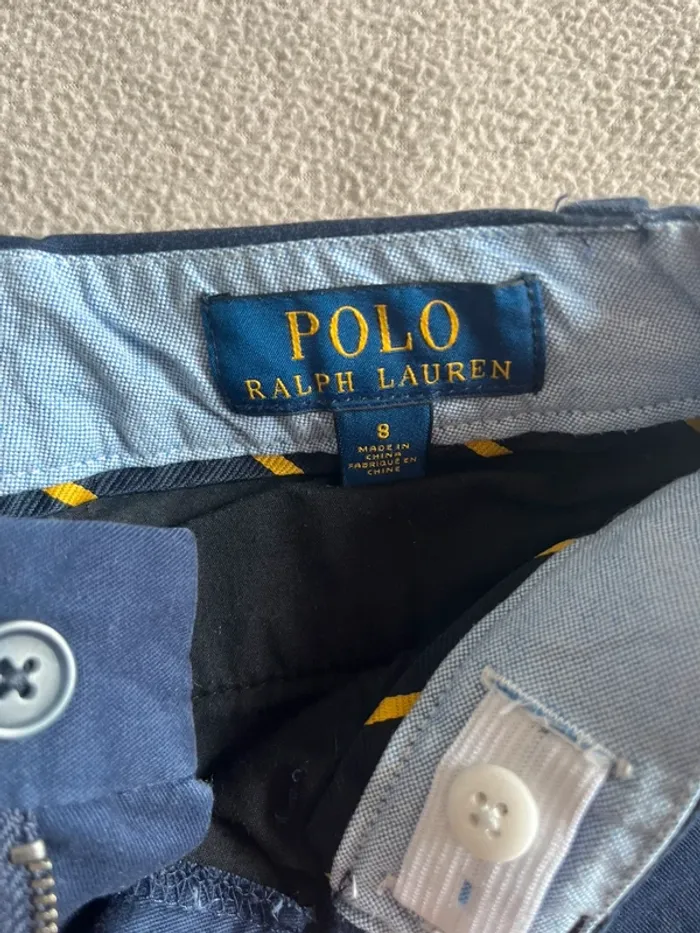 POLO
RALPH LAUREN
8
MADE IN
CHINA
FABRIQUÉ EN
CHINE